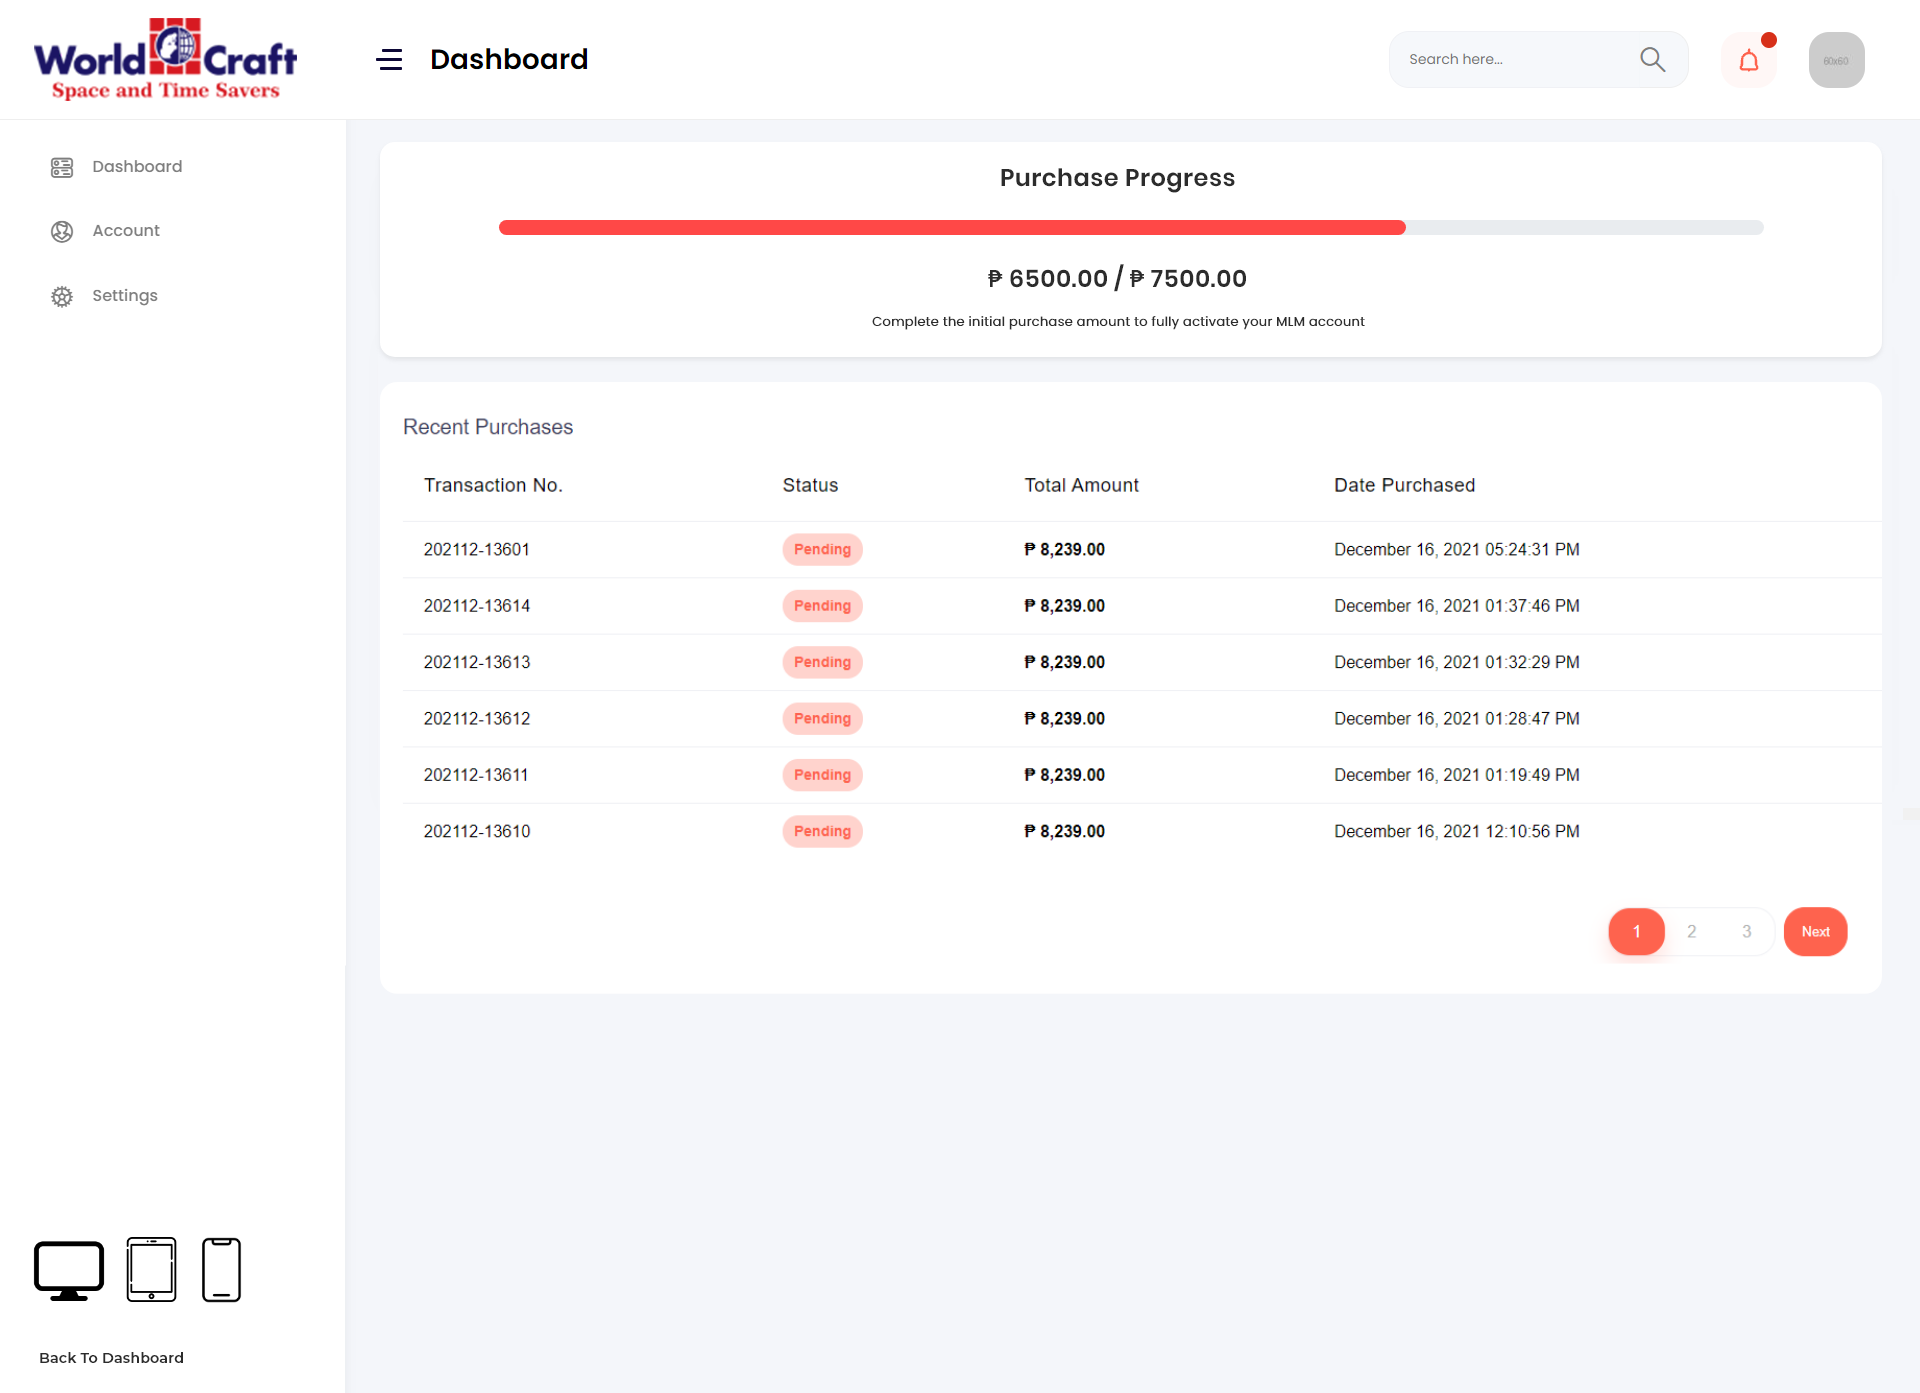 World Craft
Space and Time Savers
Dashboard
Search here...
60x60
Dashboard
Account
Settings
Purchase Progress
₱ 6500.00 / ₱ 7500.00
Complete the initial purchase amount to fully activate your MLM account
Recent Purchases
Transaction No. Status Total Amount Date Purchased
202112-13601 Pending ₱ 8,239.00 December 16, 2021 05:24:31 PM
202112-13614 Pending ₱ 8,239.00 December 16, 2021 01:37:46 PM
202112-13613 Pending ₱ 8,239.00 December 16, 2021 01:32:29 PM
202112-13612 Pending ₱ 8,239.00 December 16, 2021 01:28:47 PM
202112-13611 Pending ₱ 8,239.00 December 16, 2021 01:19:49 PM
202112-13610 Pending ₱ 8,239.00 December 16, 2021 12:10:56 PM
1 2 3 Next
Back To Dashboard